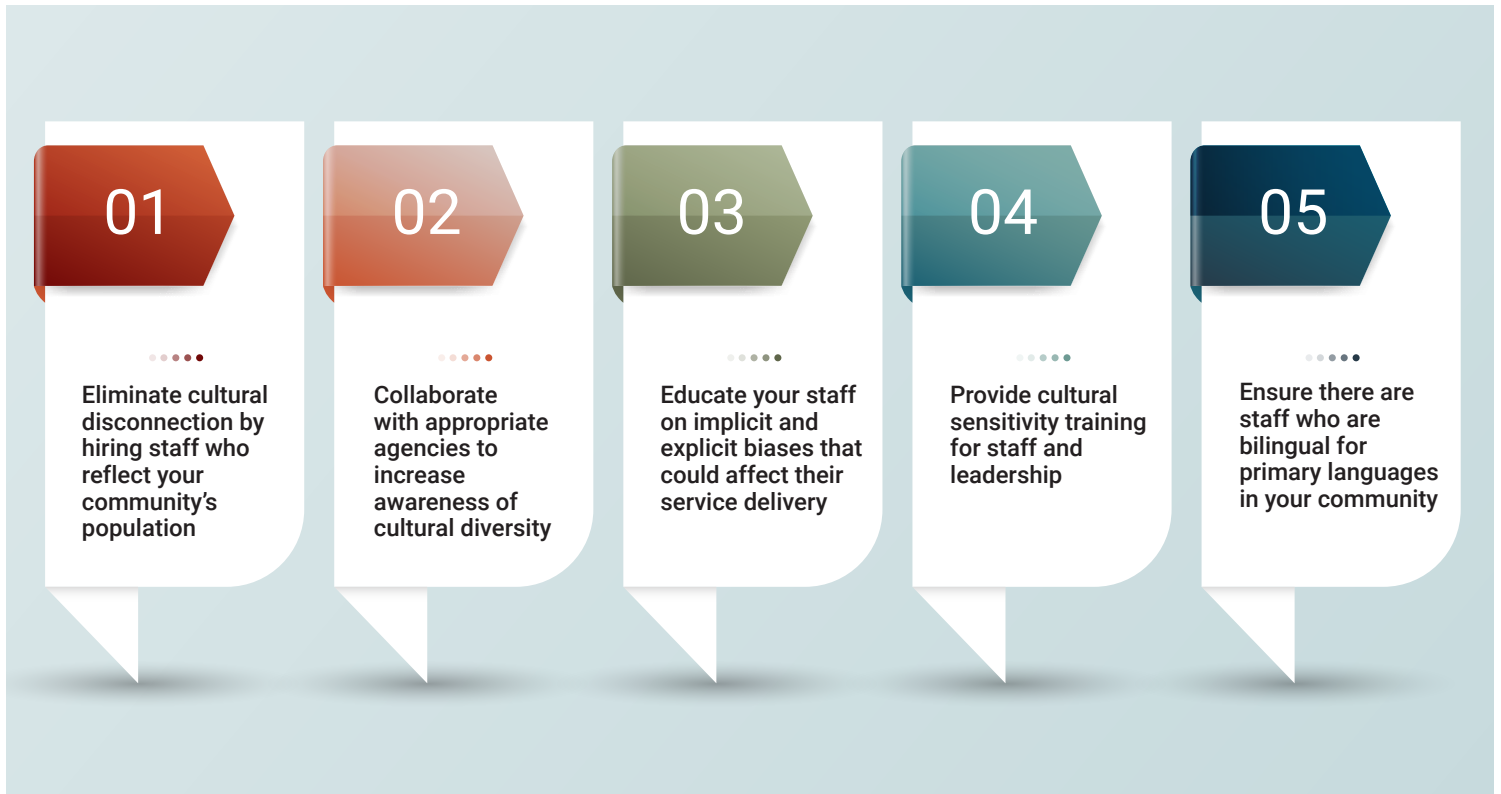 01
Eliminate cultural
disconnection by
hiring staff who
reflect your
community’s
population
02
Collaborate
with appropriate
agencies to
increase
awareness of
cultural diversity
03
Educate your staff
on implicit and
explicit biases that
could affect their
service delivery
04
Provide cultural
sensitivity training
for staff and
leadership
05
Ensure there are
staff who are
bilingual for
primary languages
in your community